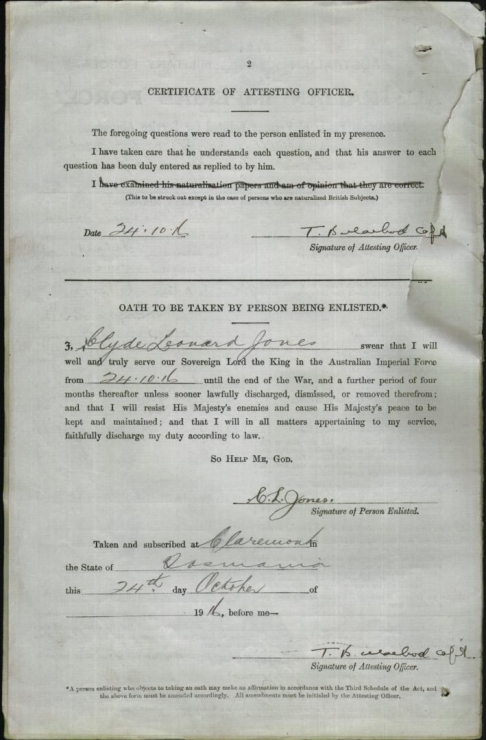 2
CERTIFICATE OF ATTESTING OFFICER.
The foregoing questions were read to the person enlisted in my presence.
I have taken care that he understands each question, and that his answer to each
question has been duly entered as replied to by him.
I have examined his naturalization papers and am of opinion that they are correct.
(This to be struck out except in the case of persons who are naturalized British Subjects.)
Date 24·10·16 T. B.
Signature of Attesting Officer.
OATH TO BE TAKEN BY PERSON BEING ENLISTED.*
3, Clyde Leonard Jones swear that I will
well and truly serve our Sovereign Lord the King in the Australian Imperial Force
from 24·10·16 until the end of the War, and a further period of four
months thereafter unless sooner lawfully discharged, dismissed, or removed therefrom;
and that I will resist His Majesty's enemies and cause His Majesty's peace to be
kept and maintained; and that I will in all matters appertaining to my service,
faithfully discharge my duty according to law.
So Help Me, God.
C. L. Jones.
Signature of Person Enlisted.
Taken and subscribed at Claremont in
the State of Tasmania
this 24th day October of
19 16, before me—
T. B.
Signature of Attesting Officer.
*A person enlisting who objects to taking an oath may make an affirmation in accordance with the Third Schedule of the Act, and
the above form must be amended accordingly. All amendments must be initialed by the Attesting Officer.